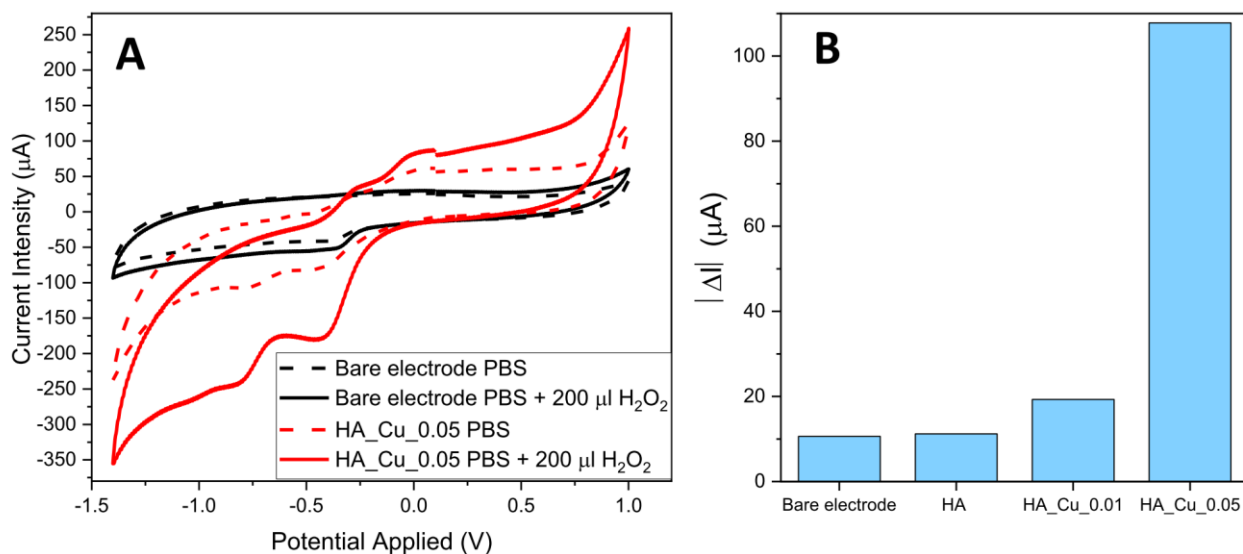 A
Current Intensity (μA)
250
200
150
100
50
0
-50
-100
-150
-200
-250
-300
-350
-1.5
-1.0
-0.5
0.0
0.5
1.0
Potential Applied (V)
Bare electrode PBS
Bare electrode PBS + 200 μl H₂O₂
HA_Cu_0.05 PBS
HA_Cu_0.05 PBS + 200 μl H₂O₂
B
|ΔI| (μA)
100
80
60
40
20
0
Bare electrode
HA
HA_Cu_0.01
HA_Cu_0.05